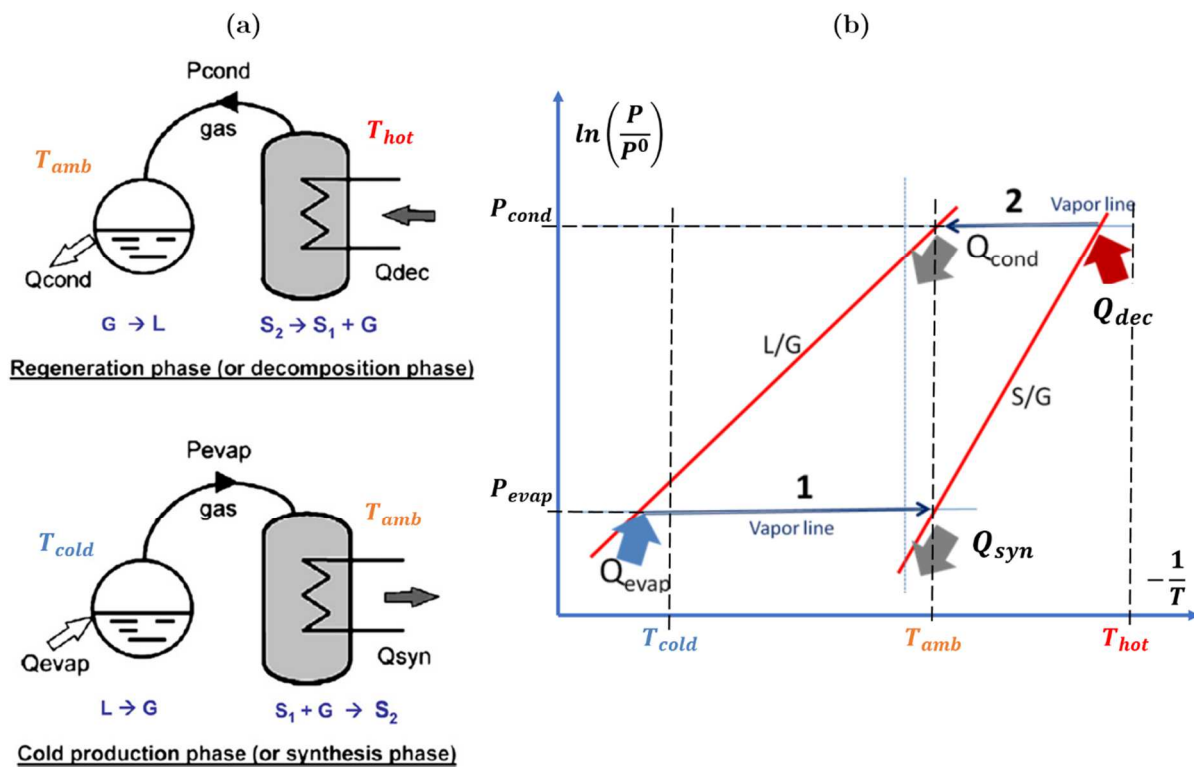 (a)
Pcond
gas
T_amb
T_hot
Qcond
Qdec
G → L
S₂ → S₁ + G
Regeneration phase (or decomposition phase)
Pevap
gas
T_cold
T_amb
Qevap
Qsyn
L → G
S₁ + G → S₂
Cold production phase (or synthesis phase)
(b)
ln(P/P⁰)
P_cond
2
Vapor line
Q_cond
Q_dec
L/G
S/G
P_evap
1
Vapor line
Q_evap
Q_syn
-1/T
T_cold
T_amb
T_hot